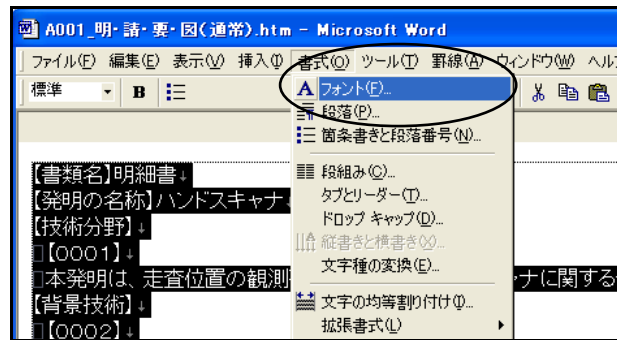 A001_明・請・要・図(通常).htm - Microsoft Word
ファイル(F) 編集(E) 表示(V) 挿入(I) 書式(O) ツール(T) 罫線(A) ウィンドウ(W) ヘル
標準 B
フォント(F)...
段落(P)...
箇条書きと段落番号(N)...
段組み(C)...
タブとリーダー(T)...
ドロップ キャップ(D)...
縦書きと横書き(X)...
文字種の変換(E)...
文字の均等割り付け(I)...
拡張書式(L)
【書類名】明細書↓
【発明の名称】ハンドスキャナ
【技術分野】↓
【0001】↓
本発明は、走査位置の観測 ャナに関する
【背景技術】↓
【0002】↓